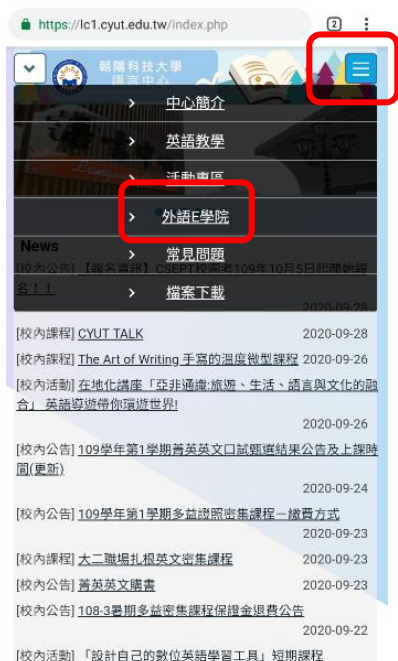 https://lc1.cyut.edu.tw/index.php
2
朝陽科技大學
語言中心
> 中心簡介
> 英語教學
> 活動專區
> 外語E學院
News
> 常見問題
[校內公告]【報名資訊】CSEPT校園考109年10月5日起開始報
名！！
> 檔案下載
2020-09-28
[校內課程] CYUT TALK 2020-09-28
[校內課程] The Art of Writing 手寫的溫度微型課程 2020-09-26
[校內活動] 在地化講座「亞非通識:旅遊、生活、語言與文化的融
合」 英語導遊帶你環遊世界!
2020-09-26
[校內公告] 109學年第1學期菁英英文口試甄選結果公告及上課時
間(更新)
2020-09-24
[校內公告] 109學年第1學期多益證照密集課程－繳費方式
2020-09-23
[校內課程] 大二職場扎根英文密集課程 2020-09-23
[校內公告] 菁英英文購書 2020-09-23
[校內公告] 108-3暑期多益密集課程保證金退費公告
2020-09-22
[校內活動] 「設計自己的數位英語學習工具」短期課程